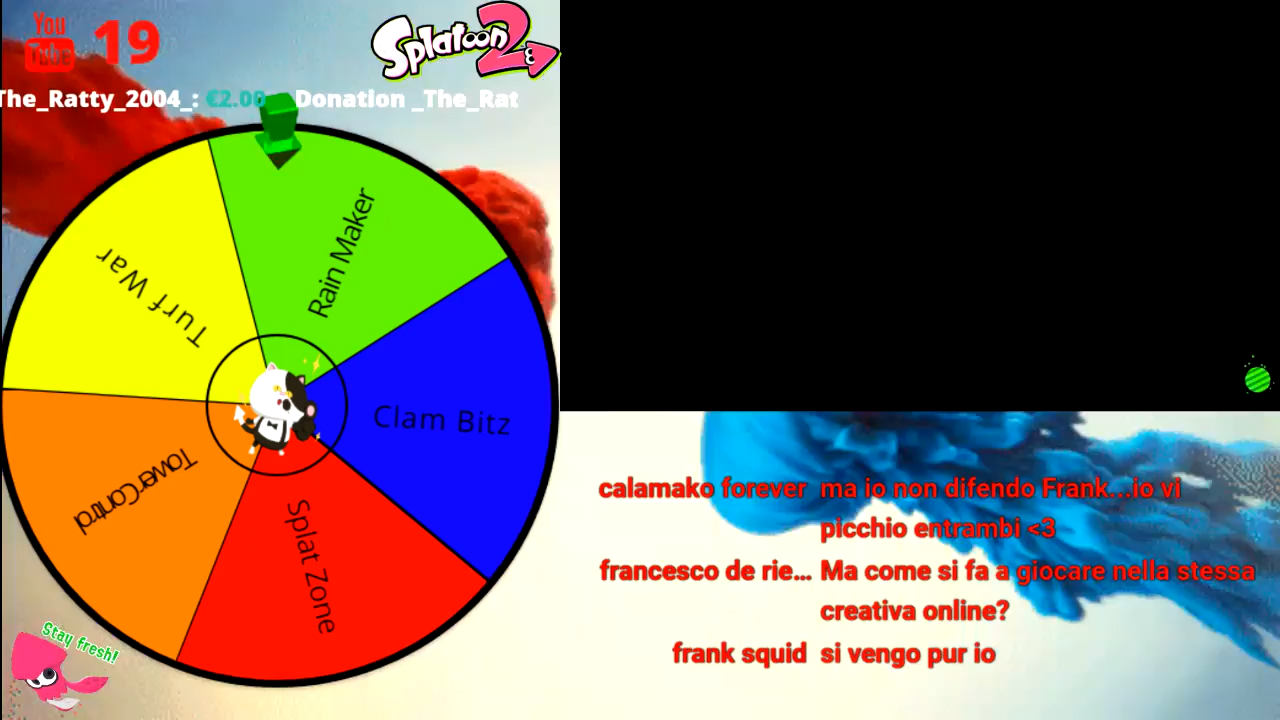 You
Tube 19
Splatoon 2
The_Ratty_2004_: €2.00 Donation _The_Rat
Rain Maker
Turf War
Clam Bitz
Tower Control
Splat Zone
Stay fresh!
calamako forever ma io non difendo Frank...io vi
picchio entrambi <3
francesco de rie... Ma come si fa a giocare nella stessa
creativa online?
frank squid si vengo pur io